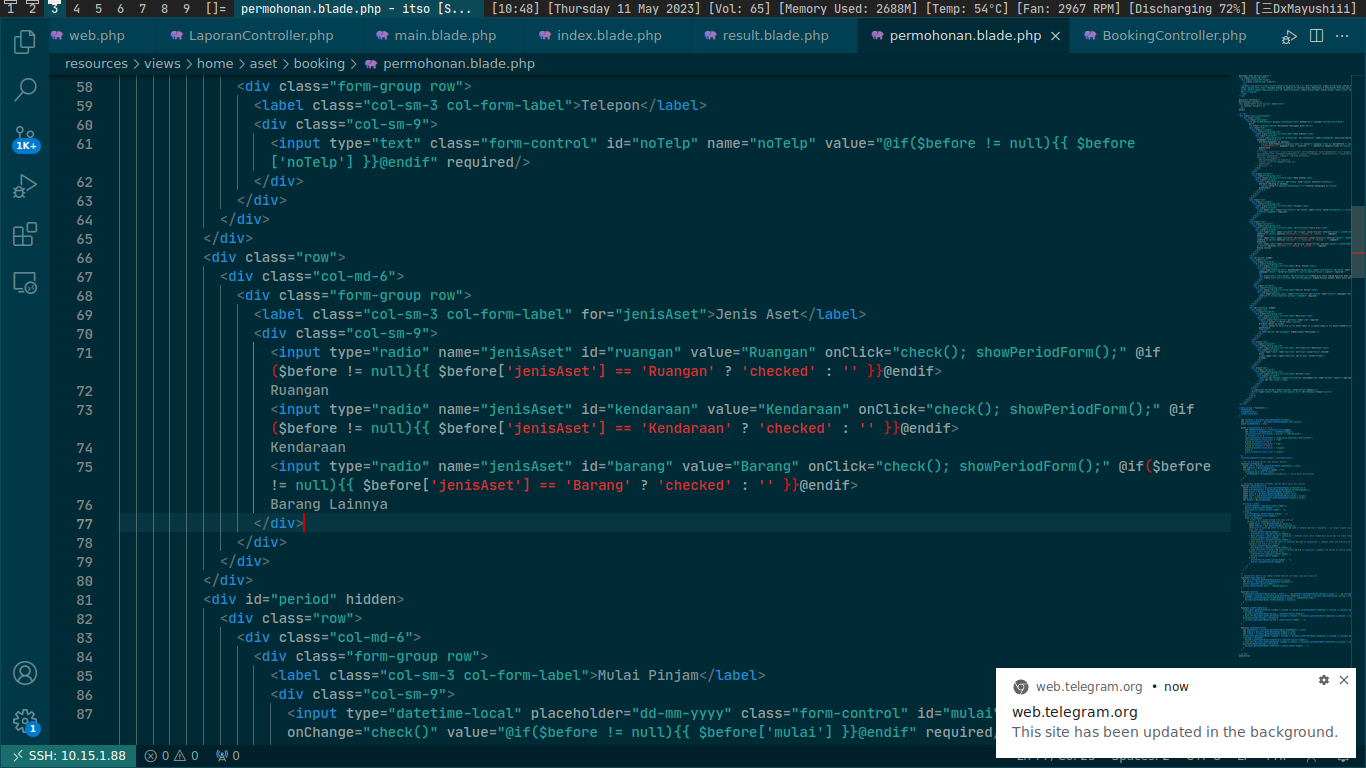 1 2 3 4 5 6 7 8 9 []= permohonan.blade.php - itso [S... [10:48] [Thursday 11 May 2023] [Vol: 65] [Memory Used: 2688M] [Temp: 54°C] [Fan: 2967 RPM] [Discharging 72%] [三DxMayushiii]
web.php LaporanController.php main.blade.php index.blade.php result.blade.php permohonan.blade.php BookingController.php
resources > views > home > aset > booking > permohonan.blade.php
58 <div class="form-group row">
59 <label class="col-sm-3 col-form-label">Telepon</label>
60 <div class="col-sm-9">
61 <input type="text" class="form-control" id="noTelp" name="noTelp" value="@if($before != null){{ $before
['noTelp'] }}@endif" required/>
62 </div>
63 </div>
64 </div>
65 </div>
66 <div class="row">
67 <div class="col-md-6">
68 <div class="form-group row">
69 <label class="col-sm-3 col-form-label" for="jenisAset">Jenis Aset</label>
70 <div class="col-sm-9">
71 <input type="radio" name="jenisAset" id="ruangan" value="Ruangan" onClick="check(); showPeriodForm();" @if
($before != null){{ $before['jenisAset'] == 'Ruangan' ? 'checked' : '' }}@endif>
72 Ruangan
73 <input type="radio" name="jenisAset" id="kendaraan" value="Kendaraan" onClick="check(); showPeriodForm();" @if
($before != null){{ $before['jenisAset'] == 'Kendaraan' ? 'checked' : '' }}@endif>
74 Kendaraan
75 <input type="radio" name="jenisAset" id="barang" value="Barang" onClick="check(); showPeriodForm();" @if($before
!= null){{ $before['jenisAset'] == 'Barang' ? 'checked' : '' }}@endif>
76 Barang Lainnya
77 </div>
78 </div>
79 </div>
80 </div>
81 <div id="period" hidden>
82 <div class="row">
83 <div class="col-md-6">
84 <div class="form-group row">
85 <label class="col-sm-3 col-form-label">Mulai Pinjam</label>
86 <div class="col-sm-9">
87 <input type="datetime-local" placeholder="dd-mm-yyyy" class="form-control" id="mulai"
onChange="check()" value="@if($before != null){{ $before['mulai'] }}@endif" required/
1K+
1
web.telegram.org • now
web.telegram.org
This site has been updated in the background.
SSH: 10.15.1.88 0 0 0